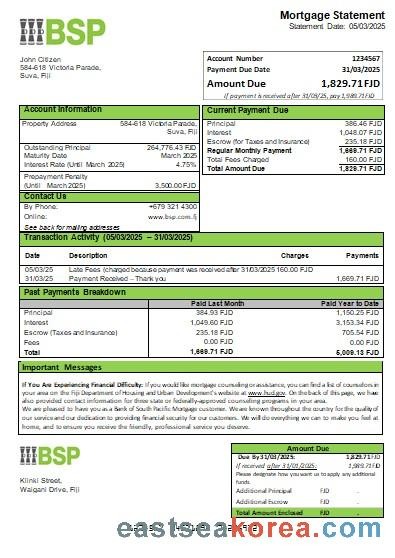 BSP
Mortgage Statement
Statement Date: 05/03/2025
John Citizen
584-618 Victoria Parade,
Suva, Fiji
Account Number 1234567
Payment Due Date 31/03/2025
Amount Due 1,829.71FJD
If payment is received after 31/03/25, pay 1,989.71FJD
Account Information
Property Address 584-618 Victoria Parade,
Suva, Fiji
Outstanding Principal 264,776.43 FJD
Maturity Date March 2025
Interest Rate (Until March 2025) 4.75%
Prepayment Penalty
(Until March 2025) 3,500.00 FJD
Contact Us
By Phone: +679 321 4300
Online: www.bsp.com.fj
See back for mailing addresses
Current Payment Due
Principal 386.46 FJD
Interest 1,048.07 FJD
Escrow (for Taxes and Insurance) 235.18 FJD
Regular Monthly Payment 1,669.71 FJD
Total Fees Charged 160.00 FJD
Total Amount Due 1,829.71 FJD
Transaction Activity (05/03/2025 – 31/03/2025)
Date Description Charges Payments
05/03/25 Late Fees (charged because payment was received after 31/03/2025 160.00 FJD
31/03/25 Payment Received – Thank you 1,669.71 FJD
Past Payments Breakdown
Paid Last Month Paid Year to Date
Principal 384.93 FJD 1,150.25 FJD
Interest 1,049.60 FJD 3,153.34 FJD
Escrow (Taxes and Insurance) 235.18 FJD 705.54 FJD
Fees 0.00 FJD 0.00 FJD
Total 1,669.71 FJD 5,009.13 FJD
Important Messages
If You Are Experiencing Financial Difficulty: If you would like mortgage counseling or assistance, you can find a list of counselors in
your area on the Fiji Department of Housing and Urban Development's website at www.hud.gov. On the back of this page, we have
also provided contact information for three state or federally-approved counseling programs in your area.
We are pleased to have you as a Bank of South Pacific Mortgage customer. We are known throughout the country for the quality of
our service and our dedication to providing financial security to our customers. We will do everything we can to make you feel at
home, and to ensure you receive the friendly, professional service you deserve.
BSP
Klinki Street,
Waigani Drive, Fiji
Amount Due
Due By 31/03/2025: 1,829.71FJD
If received after 31/01/2025: 1,989.71FJD
Please designate how you want us to apply any additional
funds.
Additional Principal FJD .
Additional Escrow FJD .
Total Amount Enclosed FJD .
eastseakorea.com